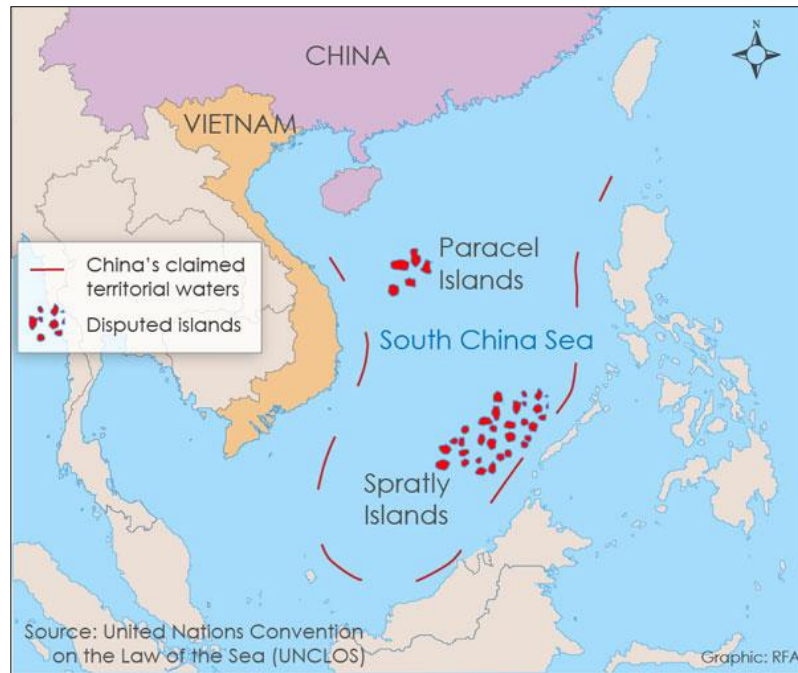 N
CHINA
VIETNAM
China's claimed
territorial waters
Disputed islands
Paracel
Islands
South China Sea
Spratly
Islands
Source: United Nations Convention
on the Law of the Sea (UNCLOS)
Graphic: RFA